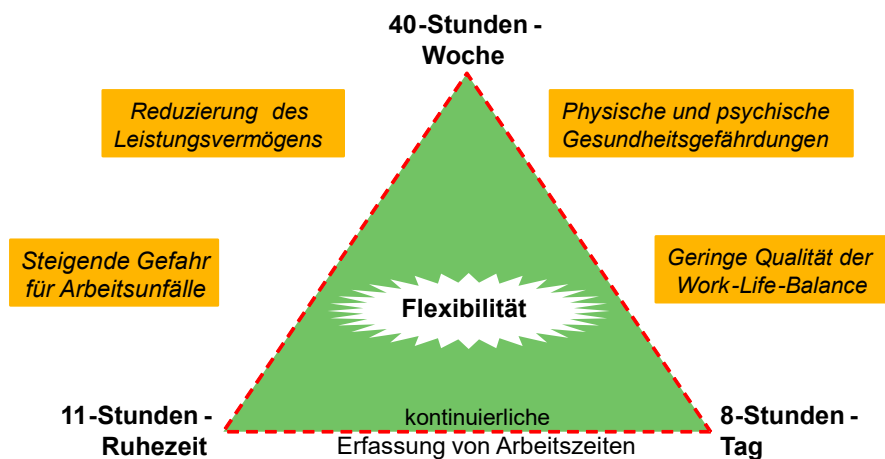 40-Stunden -
Woche
Reduzierung des
Leistungsvermögens
Physische und psychische
Gesundheitsgefährdungen
Steigende Gefahr
für Arbeitsunfälle
Geringe Qualität der
Work-Life-Balance
Flexibilität
11-Stunden -
Ruhezeit
kontinuierliche
Erfassung von Arbeitszeiten
8-Stunden -
Tag